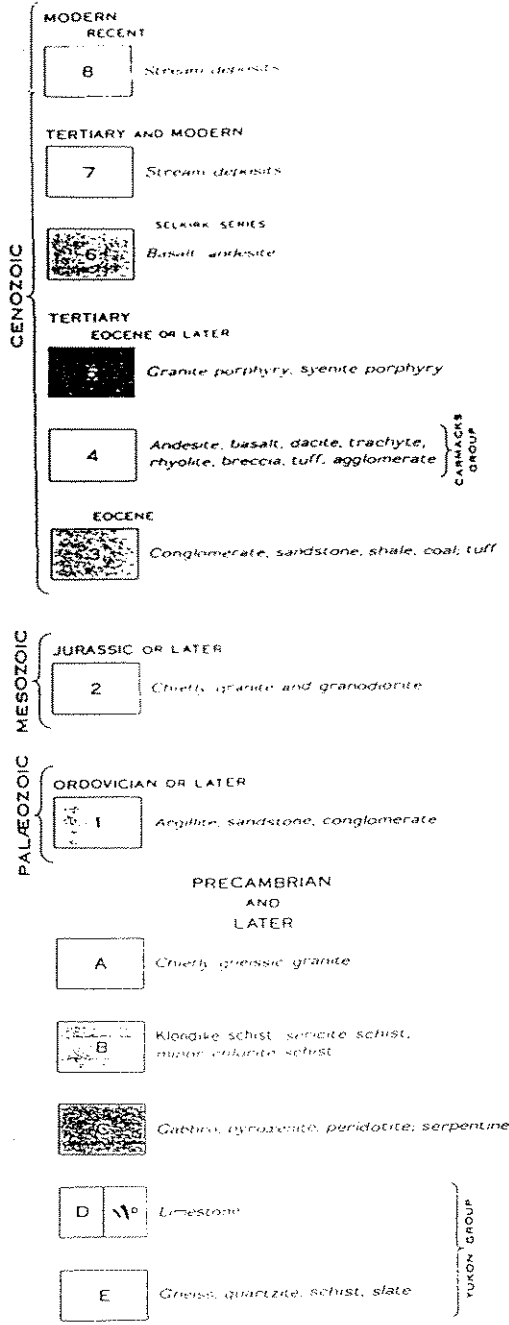 MODERN
RECENT
8 Stream deposits
TERTIARY AND MODERN
7 Stream deposits
SELKIRK SERIES
6 Basalt andesite
CENOZOIC
TERTIARY
EOCENE OR LATER
5 Granite porphyry, syenite porphyry
4 Andesite, basalt, dacite, trachyte,
rhyolite, breccia, tuff, agglomerate
CARMACKS
GROUP
EOCENE
3 Conglomerate, sandstone, shale, coal; tuff
MESOZOIC
JURASSIC OR LATER
2 Chiefly granite and granodiorite
PALÆOZOIC
ORDOVICIAN OR LATER
1 Argillite, sandstone, conglomerate
PRECAMBRIAN
AND
LATER
A Chiefly gneissic granite
B Klondike schist sericite schist,
minor chlorite schist
C Gabbro, pyroxenite, peridotite; serpentine
D Limestone
YUKON GROUP
E Gneiss, quartzite, schist, slate